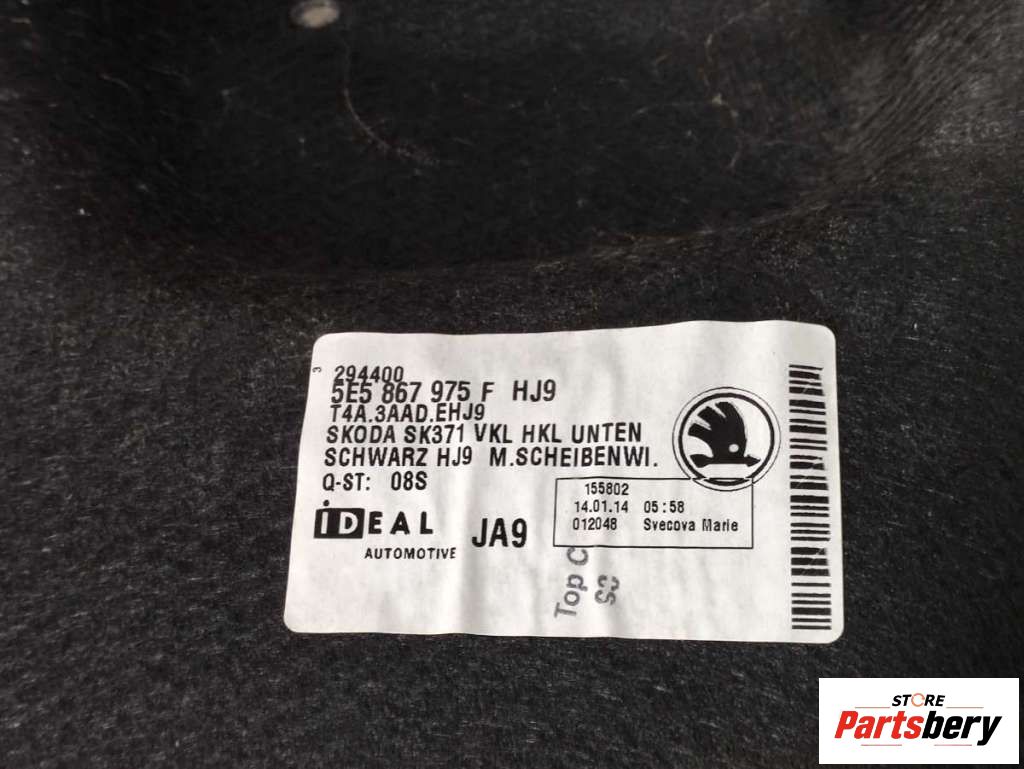 3
294400
5E5 867 975 F HJ9
T4A.3AAD.EHJ9
SKODA SK371 VKL HKL UNTEN
SCHWARZ HJ9 M.SCHEIBENWI.
Q-ST: 08S
155802
14.01.14 05:58
012048 Svecova Marie
iDEAL
AUTOMOTIVE
JA9
Top C
STORE
Partsbery